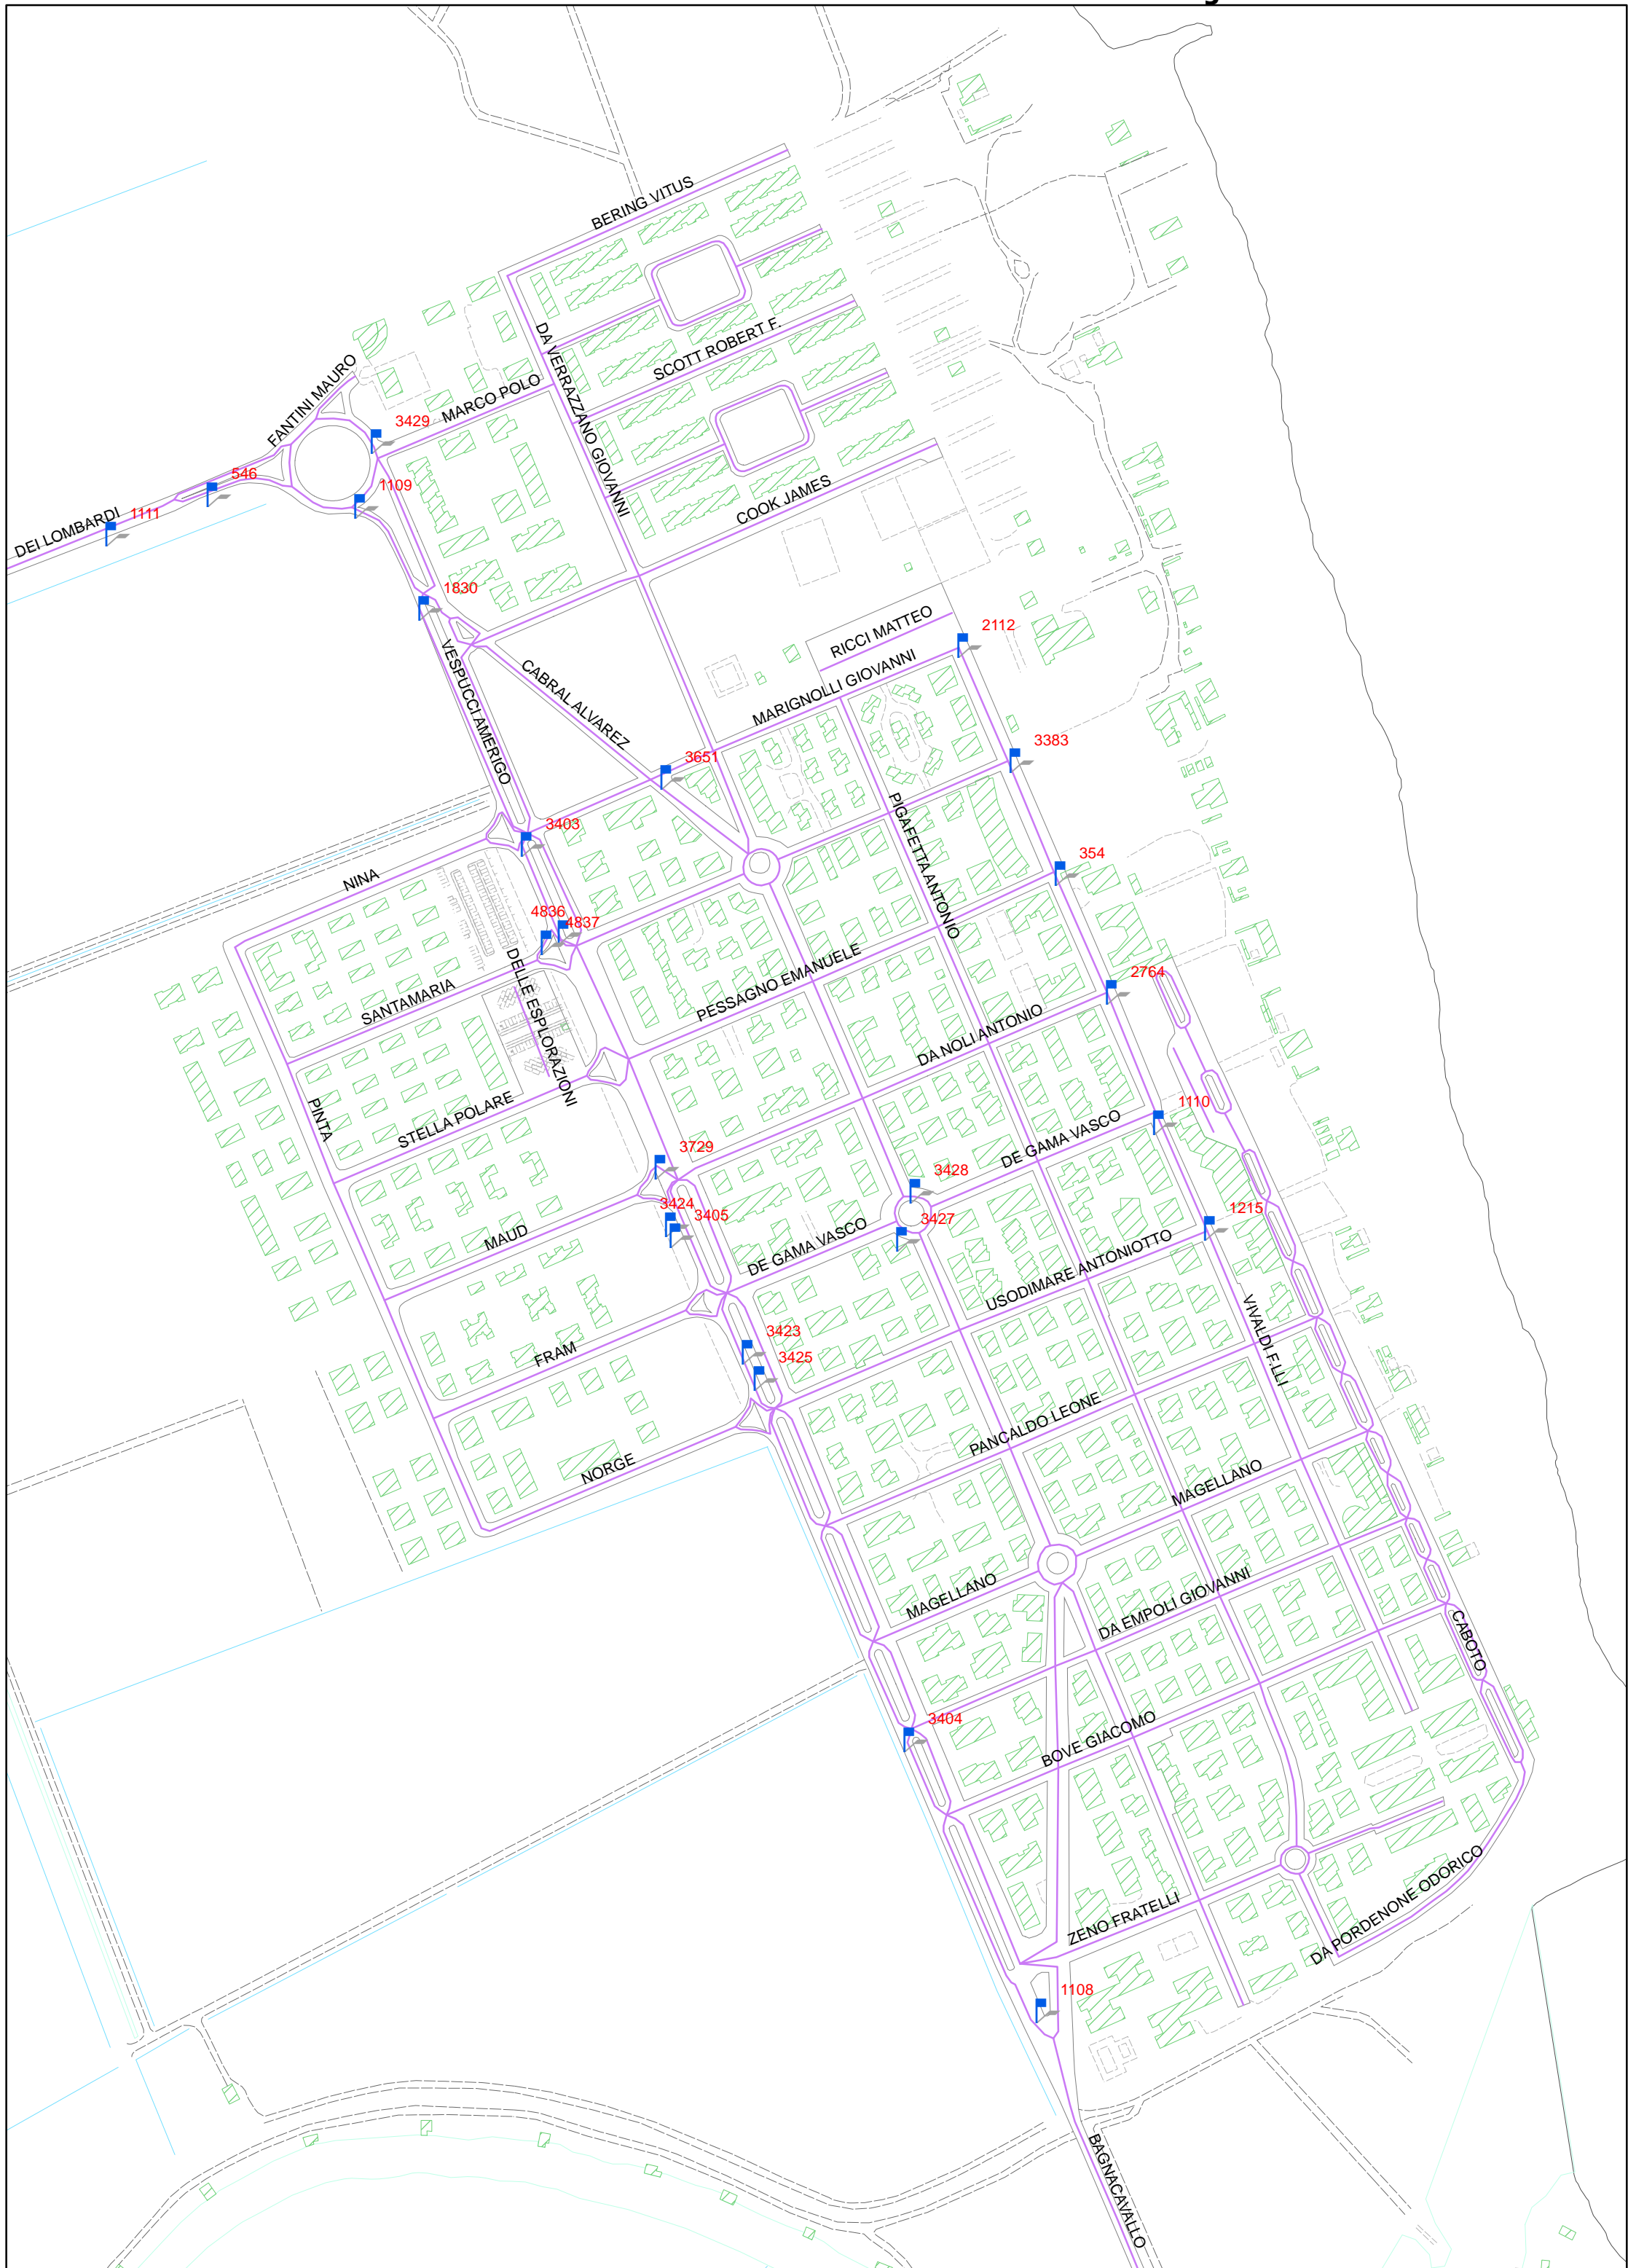 BERING VITUS
DA VERRAZZANO GIOVANNI
SCOTT ROBERT F.
FANTINI MAURO
MARCO POLO
3429
546
1109
COOK JAMES
DEI LOMBARDI
1111
1830
RICCI MATTEO
2112
VESPUCCI AMERIGO
CABRAL ALVAREZ
MARIGNOLLI GIOVANNI
3651
3383
PIGAFETTA ANTONIO
3403
354
NINA
4836
4837
DELLE ESPLORAZIONI
PESSAGNO EMANUELE
SANTAMARIA
2764
DA NOLI ANTONIO
PINTA
STELLA POLARE
1110
DE GAMA VASCO
3729
3428
3424
3405
3427
1215
MAUD
DE GAMA VASCO
USODIMARE ANTONIOTTO
VIVALDI F.LLI
3423
3425
FRAM
PANCALDO LEONE
NORGE
MAGELLANO
MAGELLANO
DA EMPOLI GIOVANNI
CABOTO
3404
BOVE GIACOMO
ZENO FRATELLI
DA PORDENONE ODORICO
1108
BAGNACAVALLO